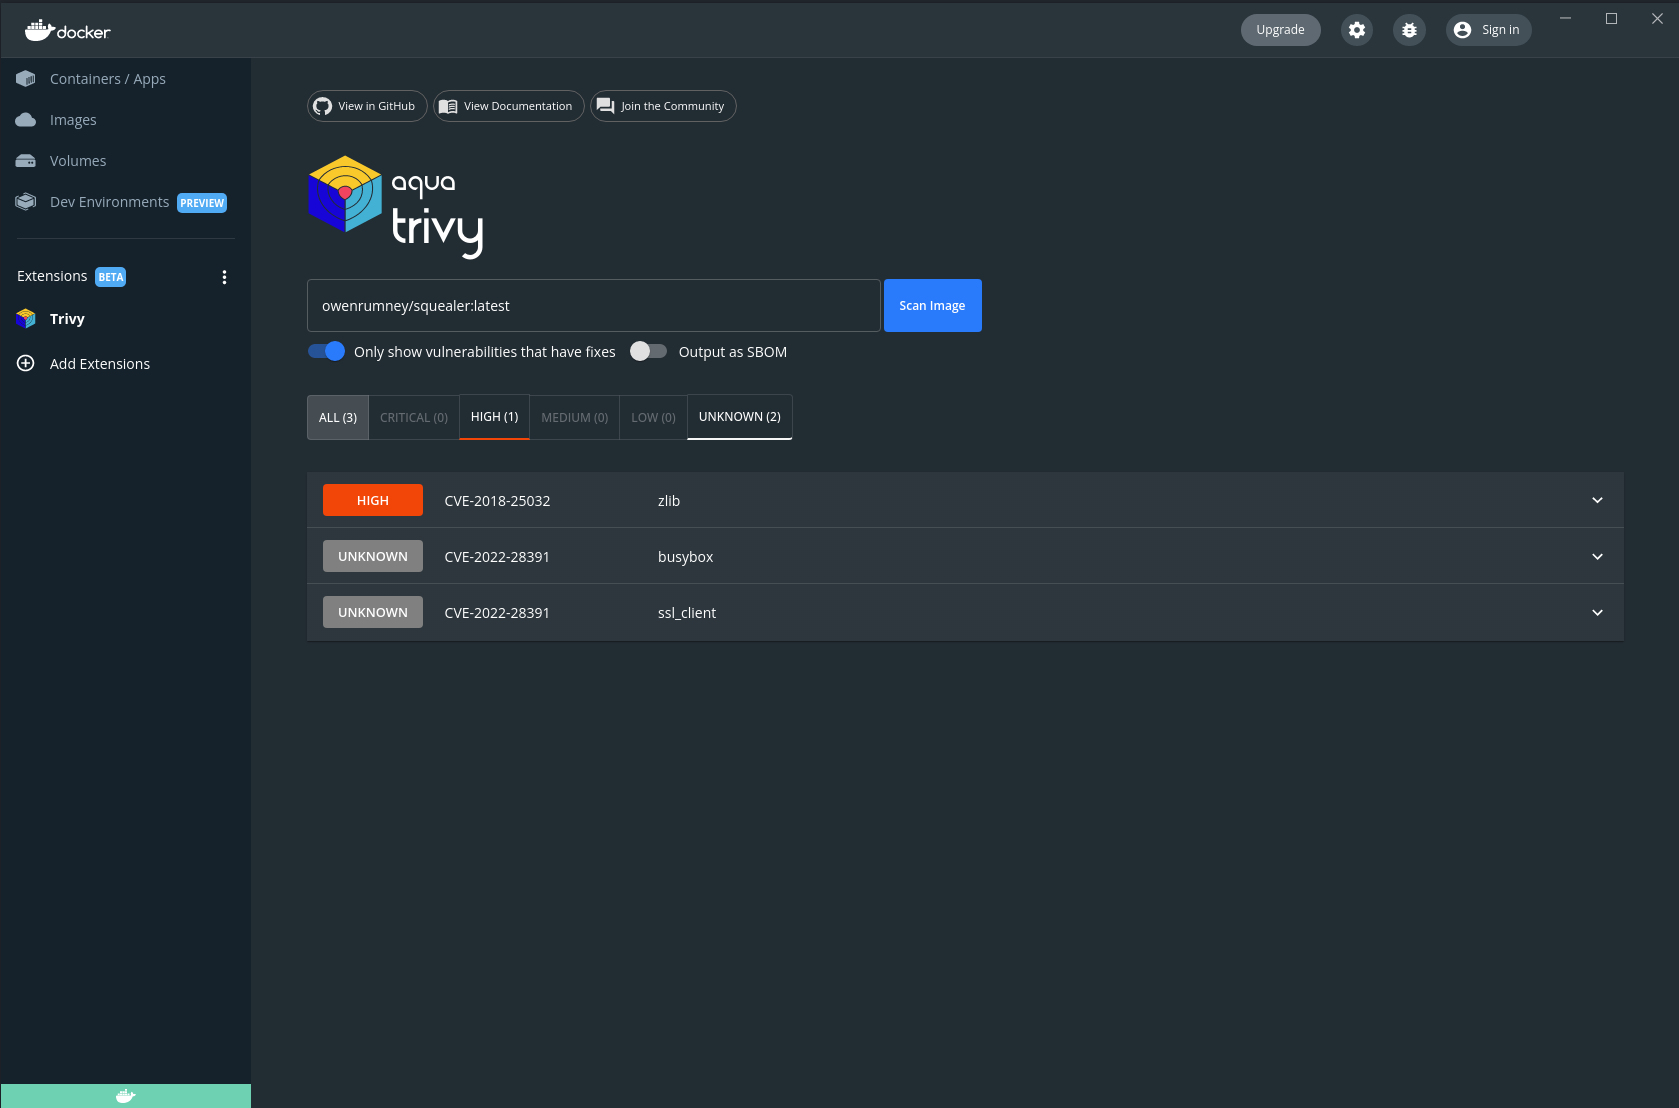 docker
Upgrade
Sign in
Containers / Apps
Images
Volumes
Dev Environments PREVIEW
Extensions BETA
Trivy
Add Extensions
View in GitHub View Documentation Join the Community
aqua
trivy
owenrumney/squealer:latest Scan Image
Only show vulnerabilities that have fixes Output as SBOM
ALL (3) CRITICAL (0) HIGH (1) MEDIUM (0) LOW (0) UNKNOWN (2)
HIGH CVE-2018-25032 zlib
UNKNOWN CVE-2022-28391 busybox
UNKNOWN CVE-2022-28391 ssl_client